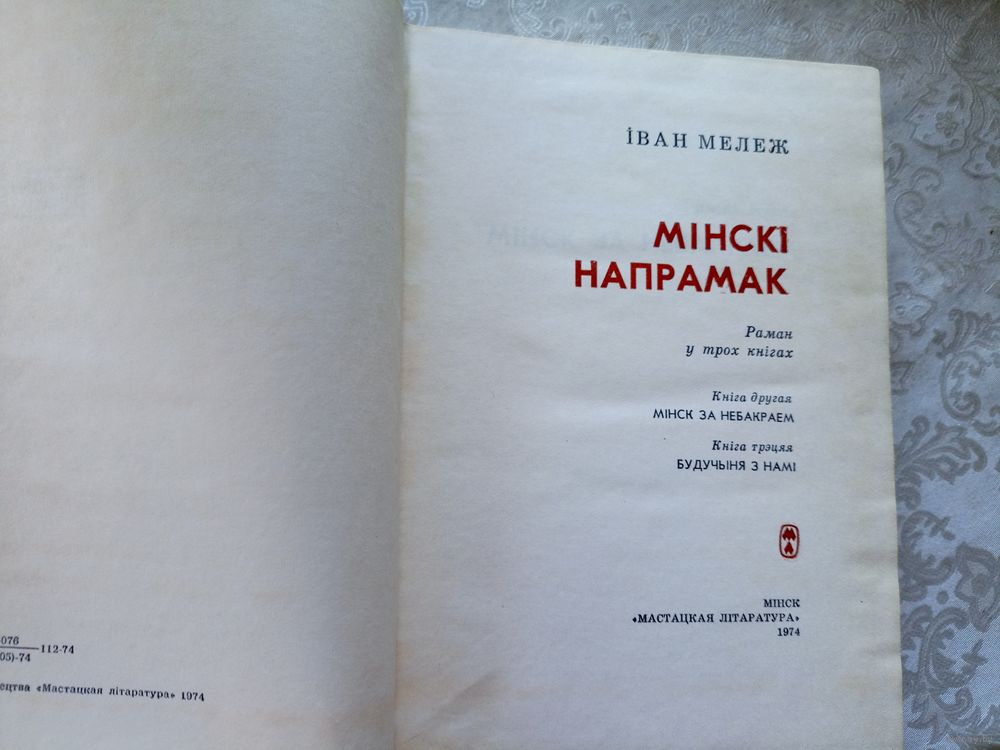 076
05)-74
-112-74
«Мастацкая літаратура» 1974
ІВАН МЕЛЕЖ
МІНСКІ
НАПРАМАК
Раман
у трох кнігах
Кніга другая
МІНСК ЗА НЕБАКРАЕМ
Кніга трэцяя
БУДУЧЫНЯ З НАМІ
МІНСК
«МАСТАЦКАЯ ЛІТАРАТУРА»
1974